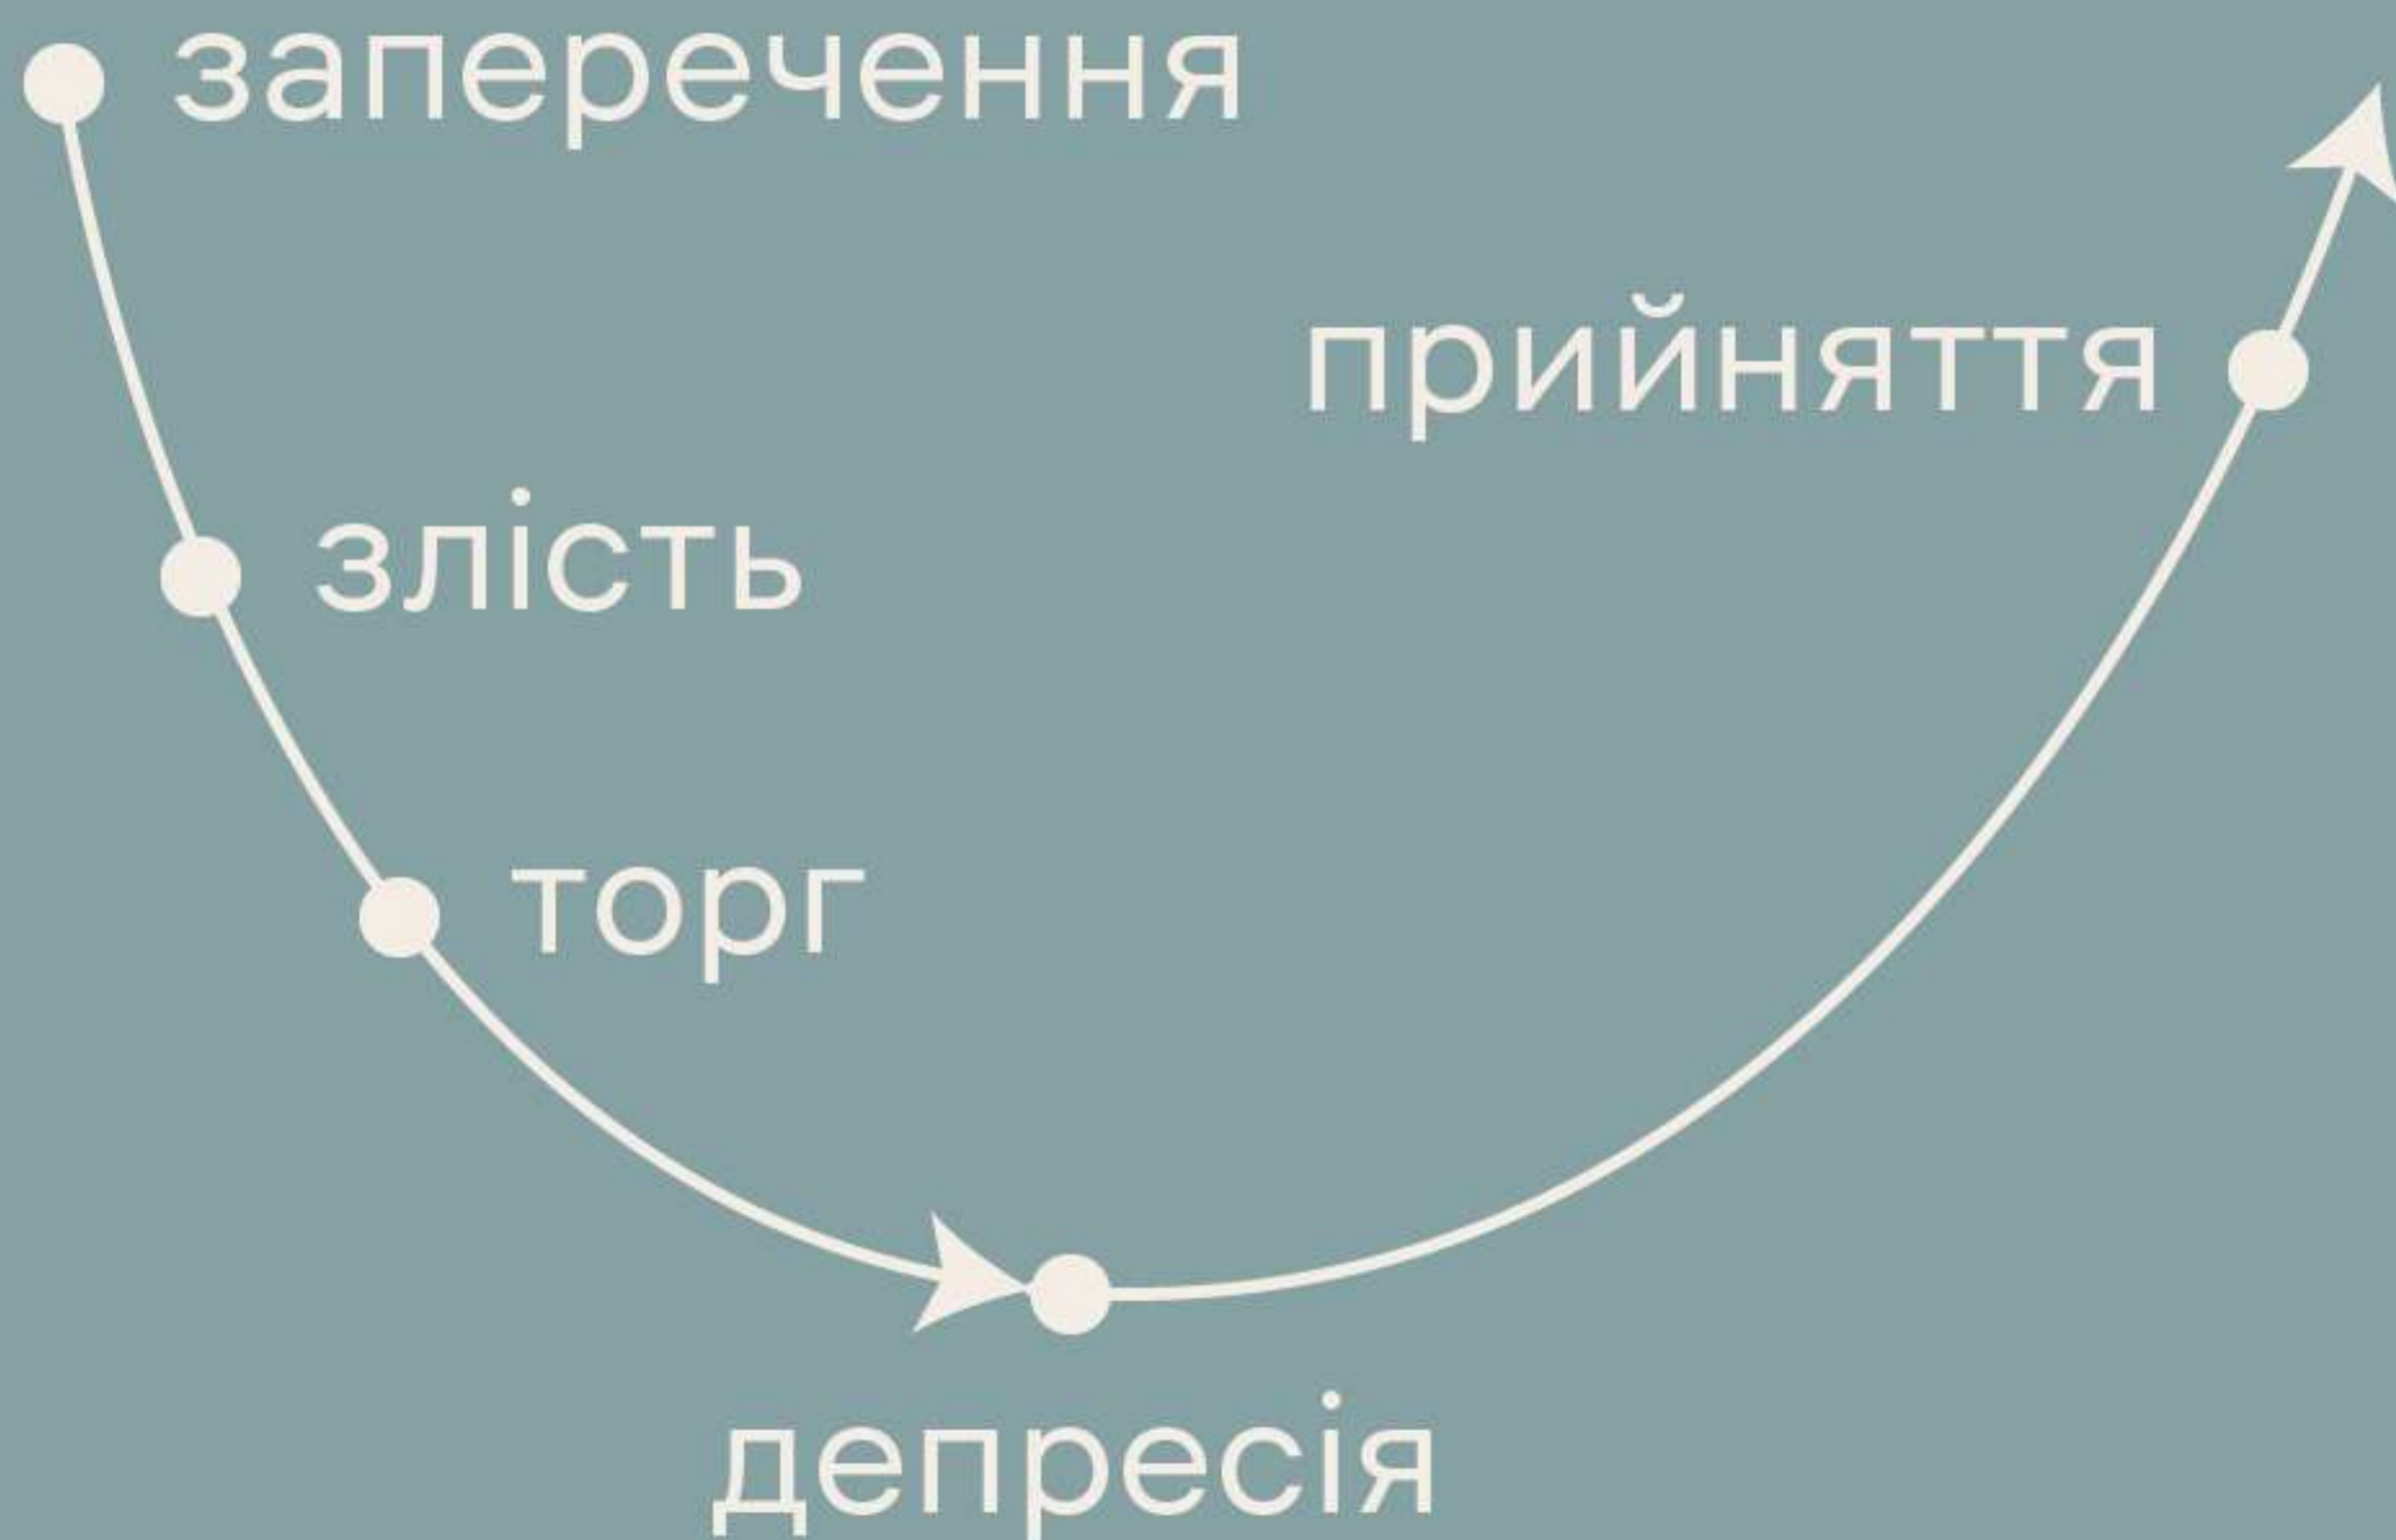 заперечення
злість
торг
депресія
прийняття